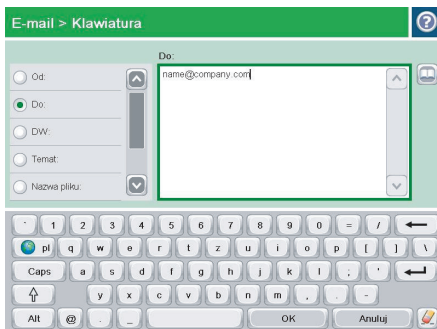 E-mail > Klawiatura
?
Do:
Od:
name@company.com
Do:
DW:
Temat:
Nazwa pliku:
` 1 2 3 4 5 6 7 8 9 0 = /
pl q w e r t z u i o p [ ] \
Caps a s d f g h j k l ; '
y x c v b n m , . -
Alt @ . _ OK Anuluj